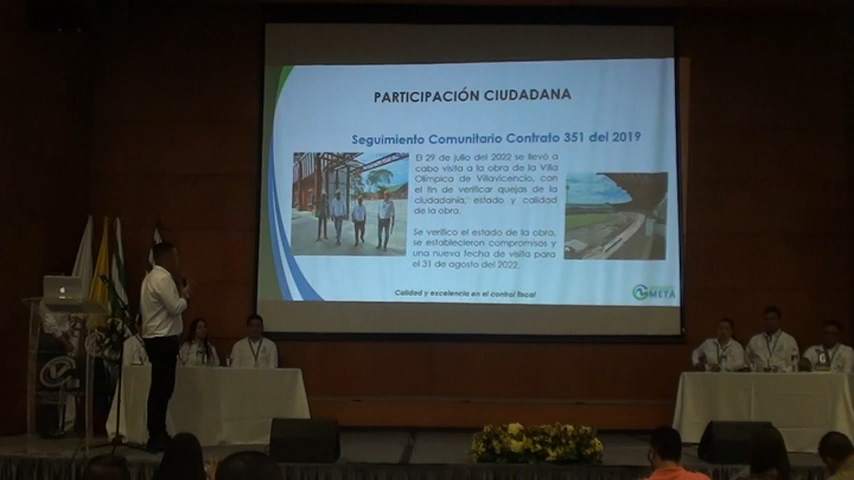 PARTICIPACIÓN CIUDADANA
Seguimiento Comunitario Contrato 351 del 2019
El 29 de julio del 2022 se llevó a
cabo visita a la obra de la Villa
Olímpica de Villavicencio, con
el fin de verificar quejas de la
ciudadanía, estado y calidad
de la obra.
Se verifico el estado de la obra,
se establecieron compromisos y
una nueva fecha de visita para
el 31 de agosto del 2022.
Calidad y excelencia en el control fiscal
META